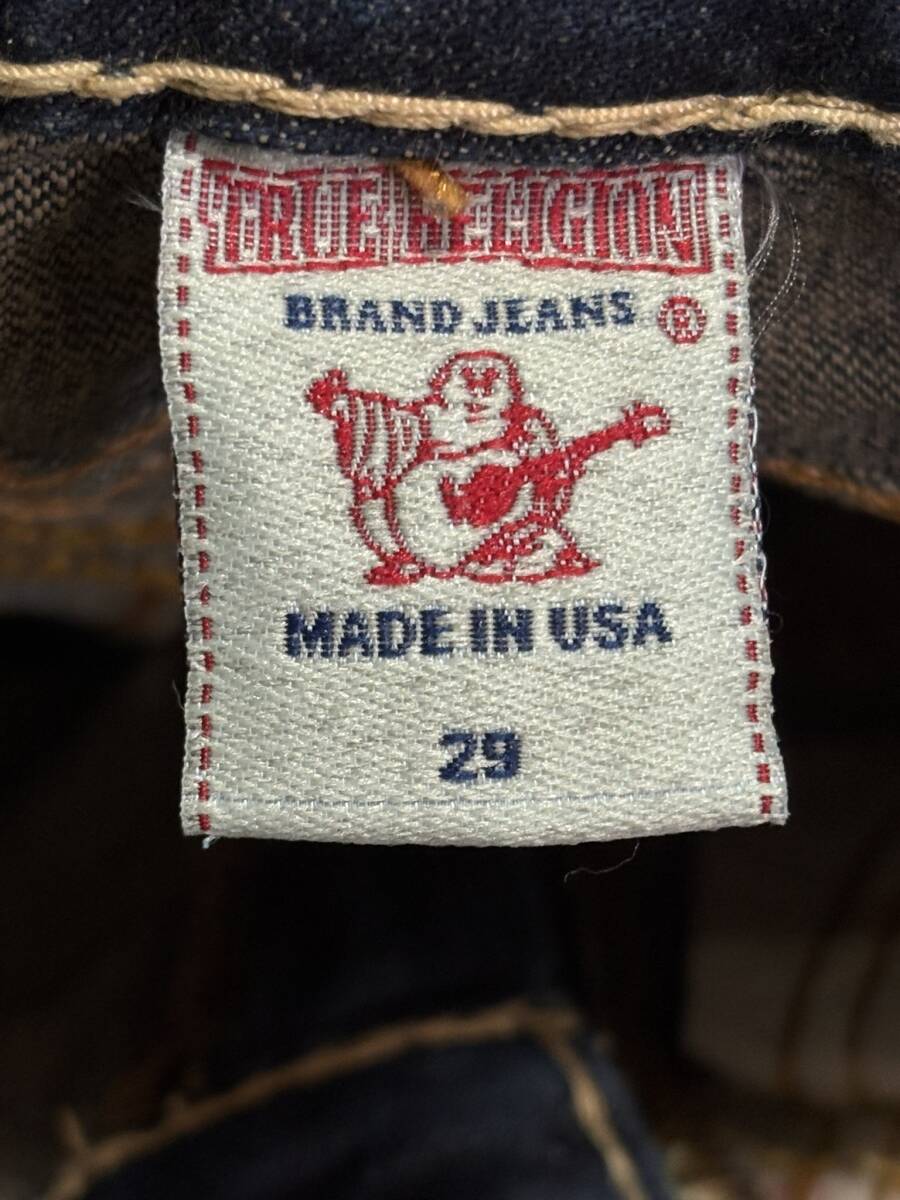 TRUE RELIGION
BRAND JEANS ®
MADE IN USA
29